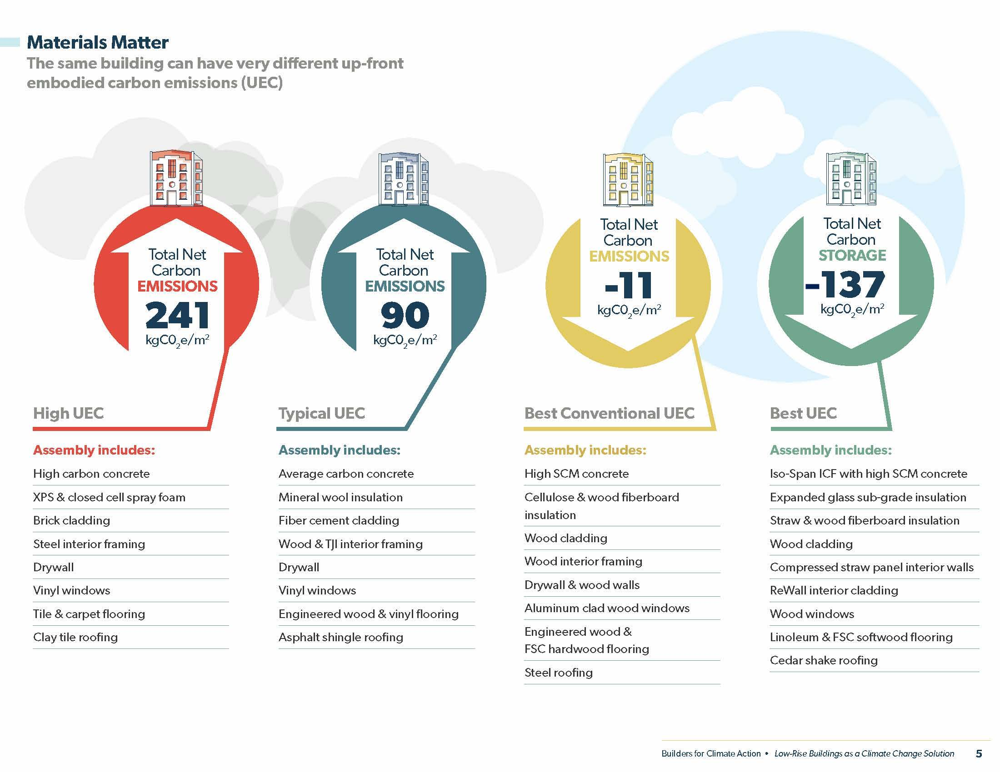 Materials Matter
The same building can have very different up-front
embodied carbon emissions (UEC)
Total Net
Carbon
EMISSIONS
241
kgC0₂e/m²
Total Net
Carbon
EMISSIONS
90
kgC0₂e/m²
Total Net
Carbon
EMISSIONS
-11
kgC0₂e/m²
Total Net
Carbon
STORAGE
-137
kgC0₂e/m²
High UEC
Assembly includes:
High carbon concrete
XPS & closed cell spray foam
Brick cladding
Steel interior framing
Drywall
Vinyl windows
Tile & carpet flooring
Clay tile roofing
Typical UEC
Assembly includes:
Average carbon concrete
Mineral wool insulation
Fiber cement cladding
Wood & TJI interior framing
Drywall
Vinyl windows
Engineered wood & vinyl flooring
Asphalt shingle roofing
Best Conventional UEC
Assembly includes:
High SCM concrete
Cellulose & wood fiberboard
insulation
Wood cladding
Wood interior framing
Drywall & wood walls
Aluminum clad wood windows
Engineered wood &
FSC hardwood flooring
Steel roofing
Best UEC
Assembly includes:
Iso-Span ICF with high SCM concrete
Expanded glass sub-grade insulation
Straw & wood fiberboard insulation
Wood cladding
Compressed straw panel interior walls
ReWall interior cladding
Wood windows
Linoleum & FSC softwood flooring
Cedar shake roofing
Builders for Climate Action • Low-Rise Buildings as a Climate Change Solution 5